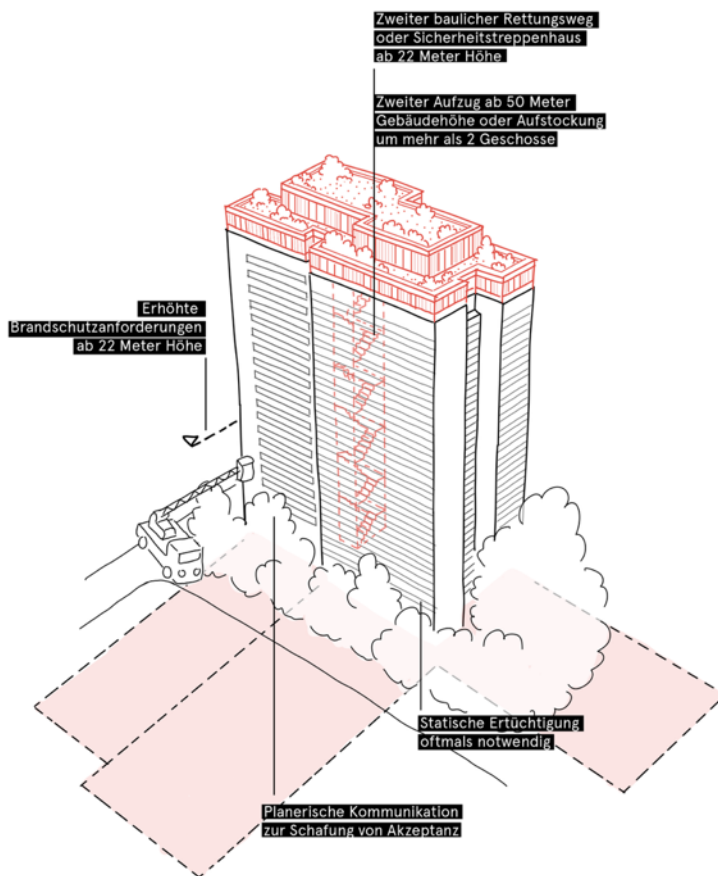 Zweiter baulicher Rettungsweg
oder Sicherheitstreppenhaus
ab 22 Meter Höhe
Zweiter Aufzug ab 50 Meter
Gebäudehöhe oder Aufstockung
um mehr als 2 Geschosse
Erhöhte
Brandschutzanforderungen
ab 22 Meter Höhe
Statische Ertüchtigung
oftmals notwendig
Planerische Kommunikation
zur Schafung von Akzeptanz